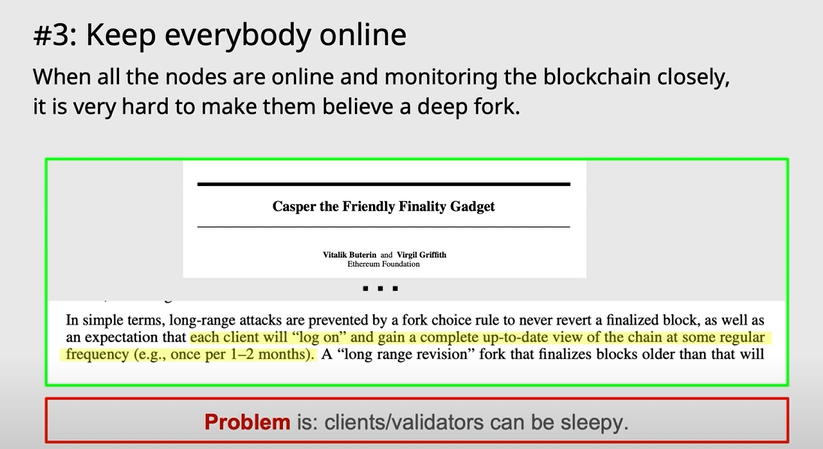 #3: Keep everybody online
When all the nodes are online and monitoring the blockchain closely,
it is very hard to make them believe a deep fork.
Casper the Friendly Finality Gadget
Vitalik Buterin and Virgil Griffith
Ethereum Foundation
...
In simple terms, long-range attacks are prevented by a fork choice rule to never revert a finalized block, as well as
an expectation that each client will “log on” and gain a complete up-to-date view of the chain at some regular
frequency (e.g., once per 1–2 months). A “long range revision” fork that finalizes blocks older than that will
Problem is: clients/validators can be sleepy.